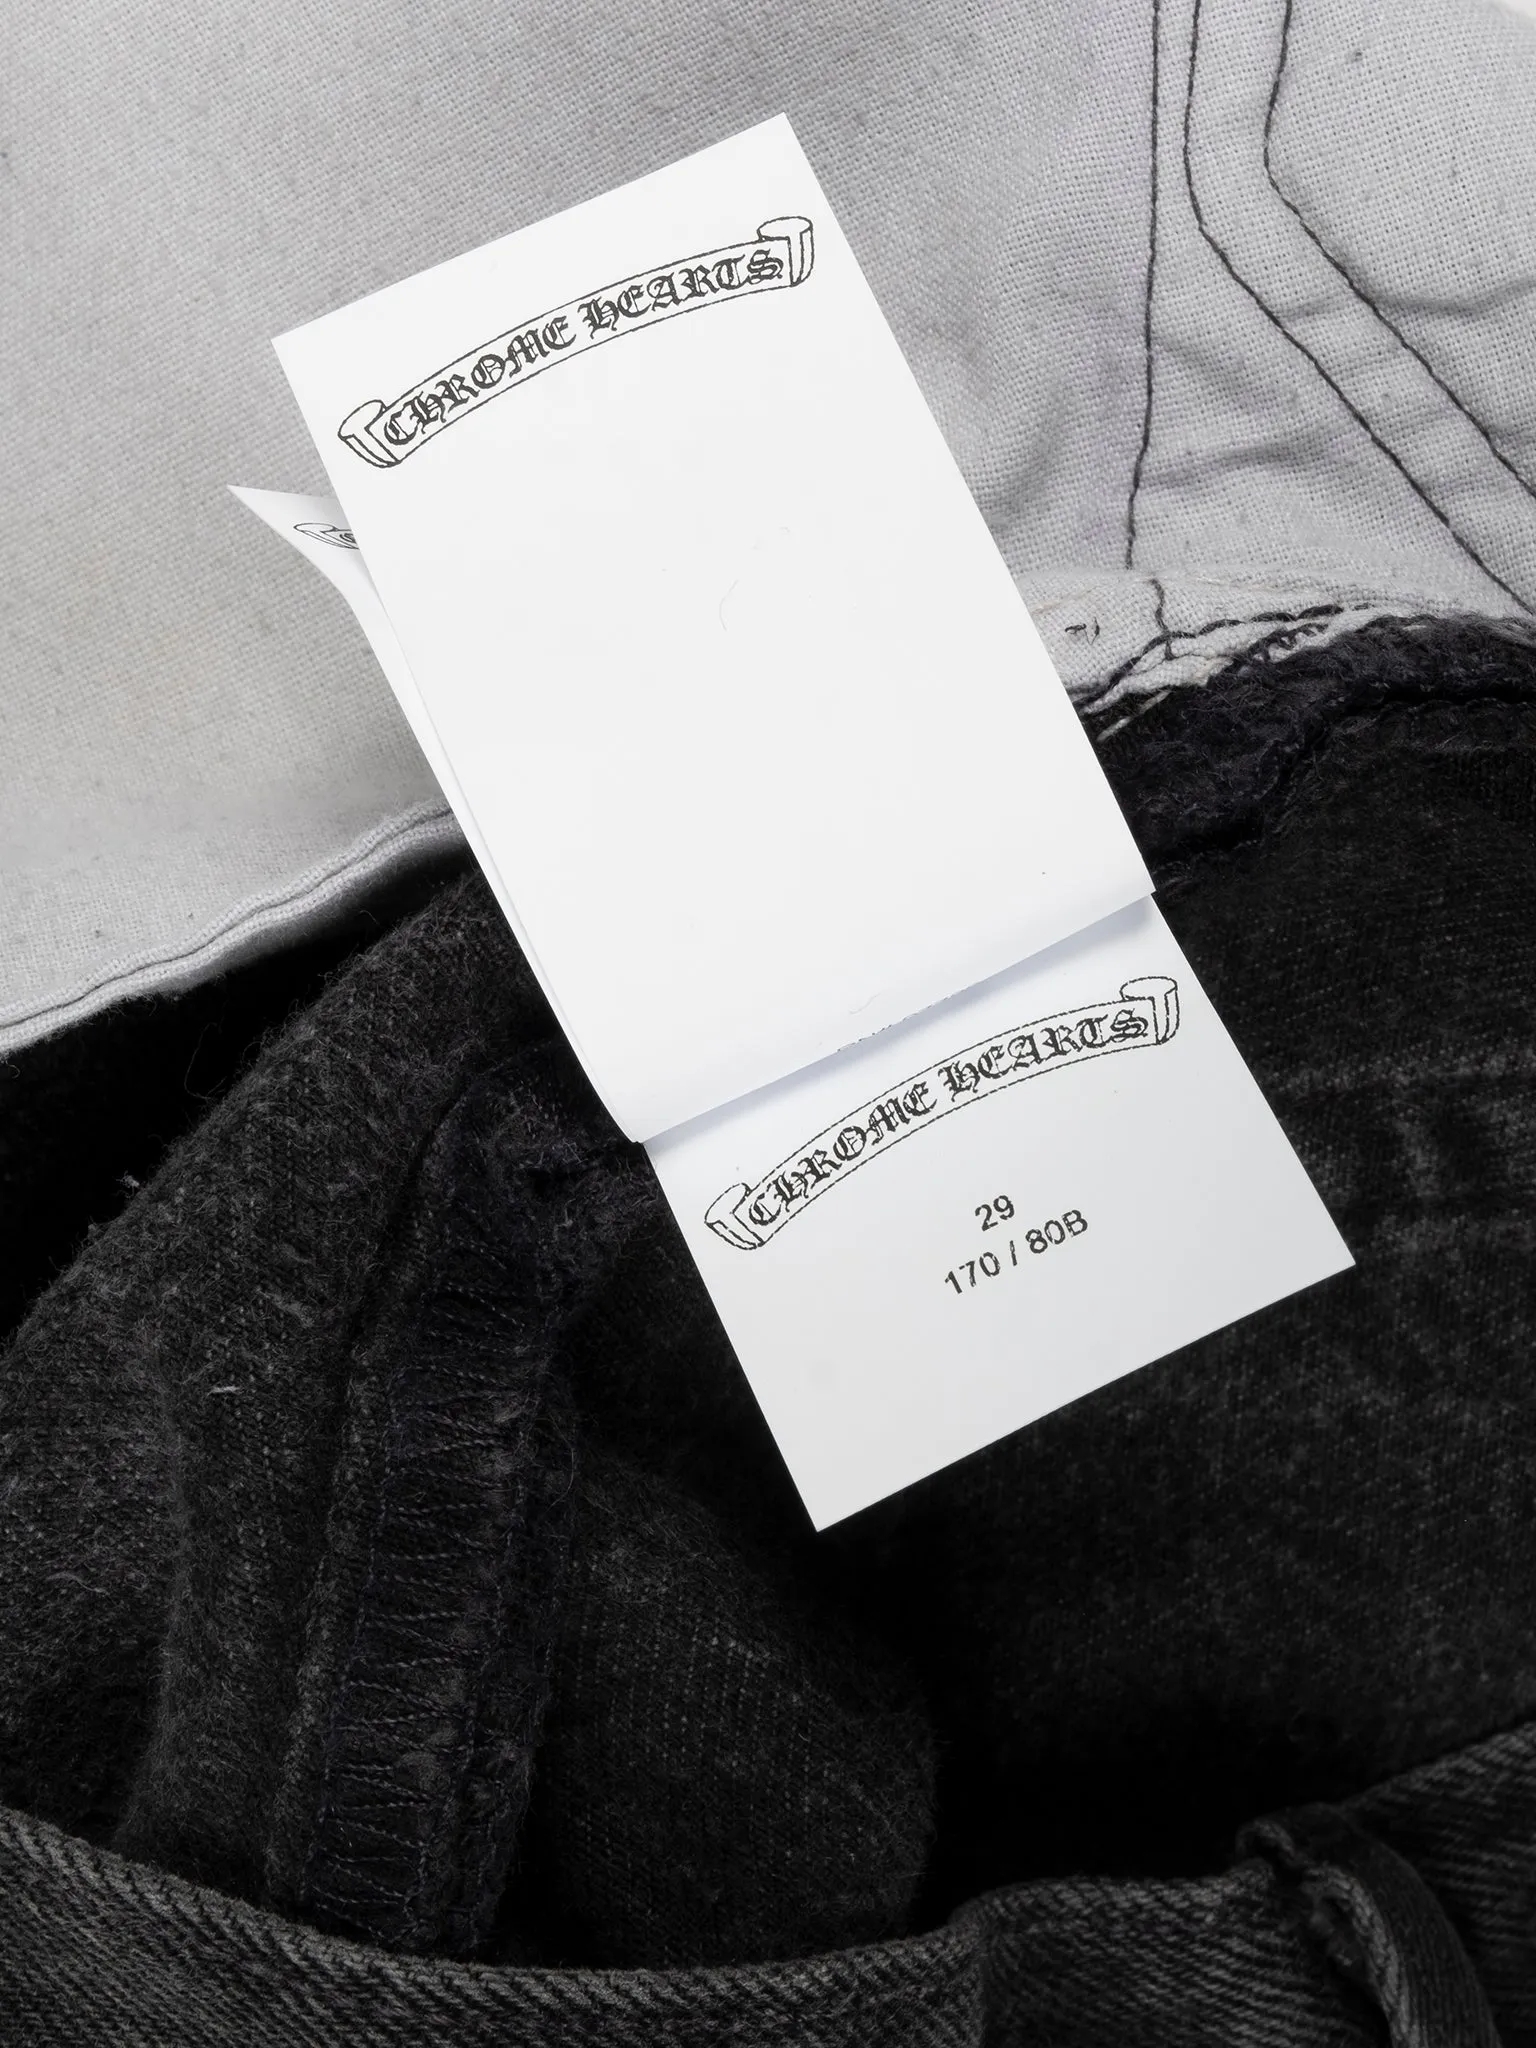 CHROME HEARTS
CHROME HEARTS
29
170 / 80B